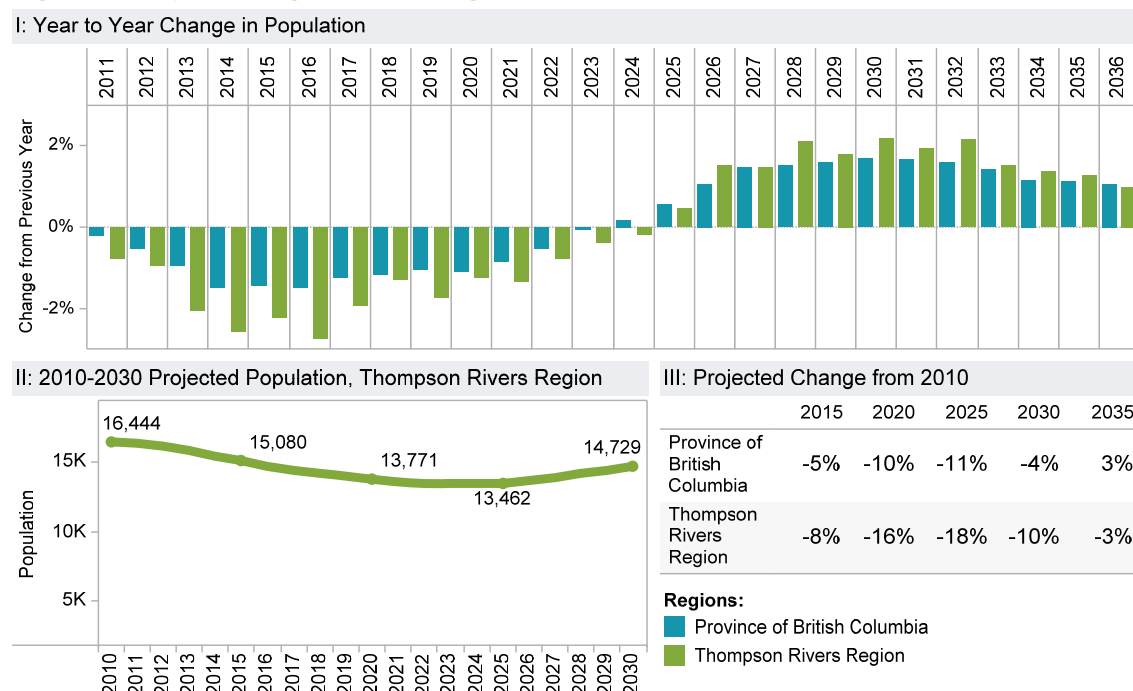 I: Year to Year Change in Population
2011 2012 2013 2014 2015 2016 2017 2018 2019 2020 2021 2022 2023 2024 2025 2026 2027 2028 2029 2030 2031 2032 2033 2034 2035 2036
Change from Previous Year
2%
0%
-2%
II: 2010-2030 Projected Population, Thompson Rivers Region
16,444
15,080
13,771
13,462
14,729
Population
15K
10K
5K
2010 2011 2012 2013 2014 2015 2016 2017 2018 2019 2020 2021 2022 2023 2024 2025 2026 2027 2028 2029 2030
III: Projected Change from 2010
2015 2020 2025 2030 2035
Province of
British
Columbia
-5% -10% -11% -4% 3%
Thompson
Rivers
Region
-8% -16% -18% -10% -3%
Regions:
Province of British Columbia
Thompson Rivers Region